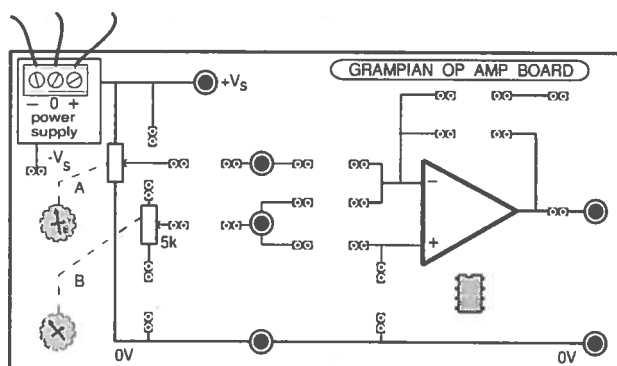 GRAMPIAN OP AMP BOARD
+Vs
− 0 +
power
supply
-Vs
A
−
+
5k
B
0V
0V